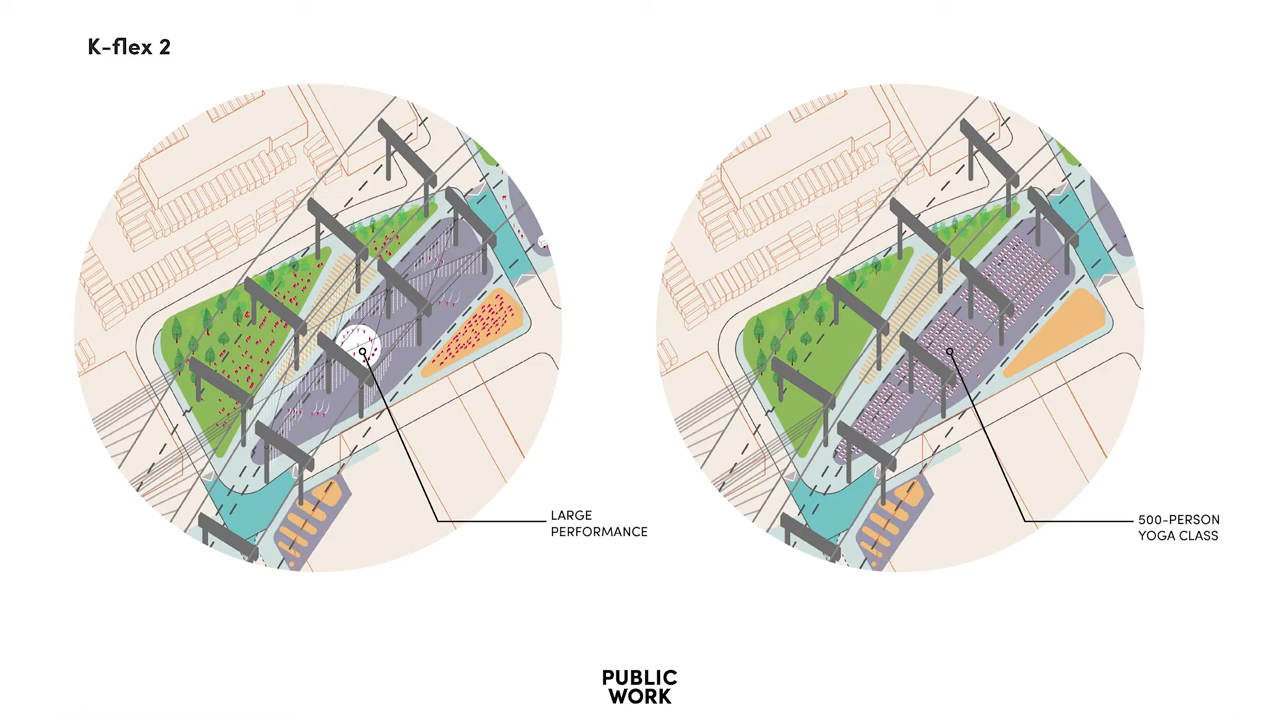 K-flex 2
LARGE
PERFORMANCE
500-PERSON
YOGA CLASS
PUBLIC
WORK